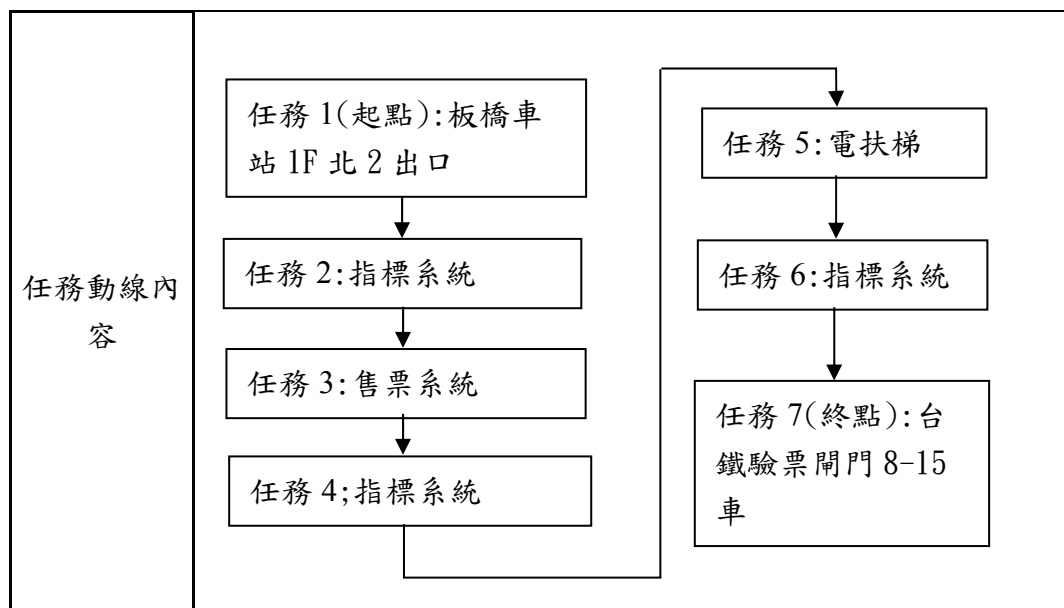 任務動線內
容
任務 1(起點):板橋車
站 1F 北 2 出口
任務 2:指標系統
任務 3:售票系統
任務 4;指標系統
任務 5:電扶梯
任務 6:指標系統
任務 7(終點):台
鐵驗票閘門 8-15
車